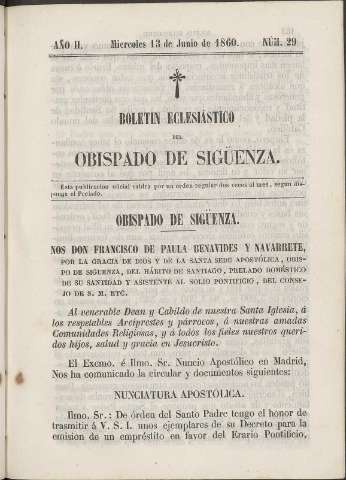 AÑO II. Miercoles 13 de Junio de 1860. NÚM. 29
BOLETIN ECLESIÁSTICO
DEL
OBISPADO DE SIGÜENZA.
Esta publicacion oficial saldrá por un órden regular dos veces al mes, segun dis-
ponga el Prelado.
OBISPADO DE SIGÜENZA.
NOS DON FRANCISCO DE PAULA BENAVIDES Y NAVARRETE,
POR LA GRACIA DE DIOS Y DE LA SANTA SEDE APOSTÓLICA, OBIS-
PO DE SIGUENZA, DEL HÁBITO DE SANTIAGO, PRELADO DOMÉSTICO
DE SU SANTIDAD Y ASISTENTE AL SOLIO PONTIFICIO, DEL CONSE-
JO DE S. M. ETC.
Al venerable Dean y Cabildo de nuestra Santa Iglesia, á
los respetables Arciprestes y párrocos, á nuestras amadas
Comunidades Religiosas, y á todos los fieles nuestros queri-
dos hijos, salud y gracia en Jesucristo.
El Excmo. é Ilmo. Sr. Nuncio Apostólico en Madrid,
Nos ha comunicado la circular y documentos siguientes:
NUNCIATURA APOSTOLICA.
Ilmo. Sr.: De órden del Santo Padre tengo el honor de
trasmitir á V. S. I. unos ejemplares de su Decreto para la
emision de un empréstito en favor del Erario Pontificio,